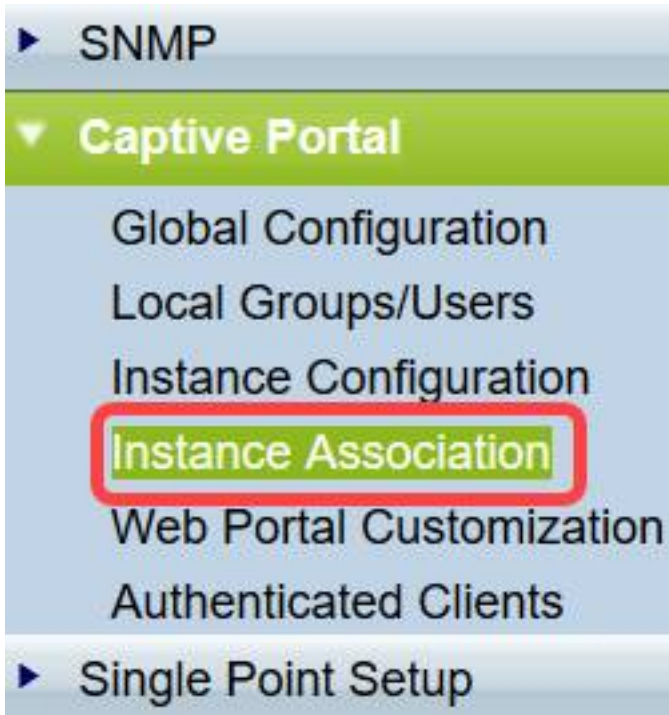 SNMP
Captive Portal
Global Configuration
Local Groups/Users
Instance Configuration
Instance Association
Web Portal Customization
Authenticated Clients
Single Point Setup